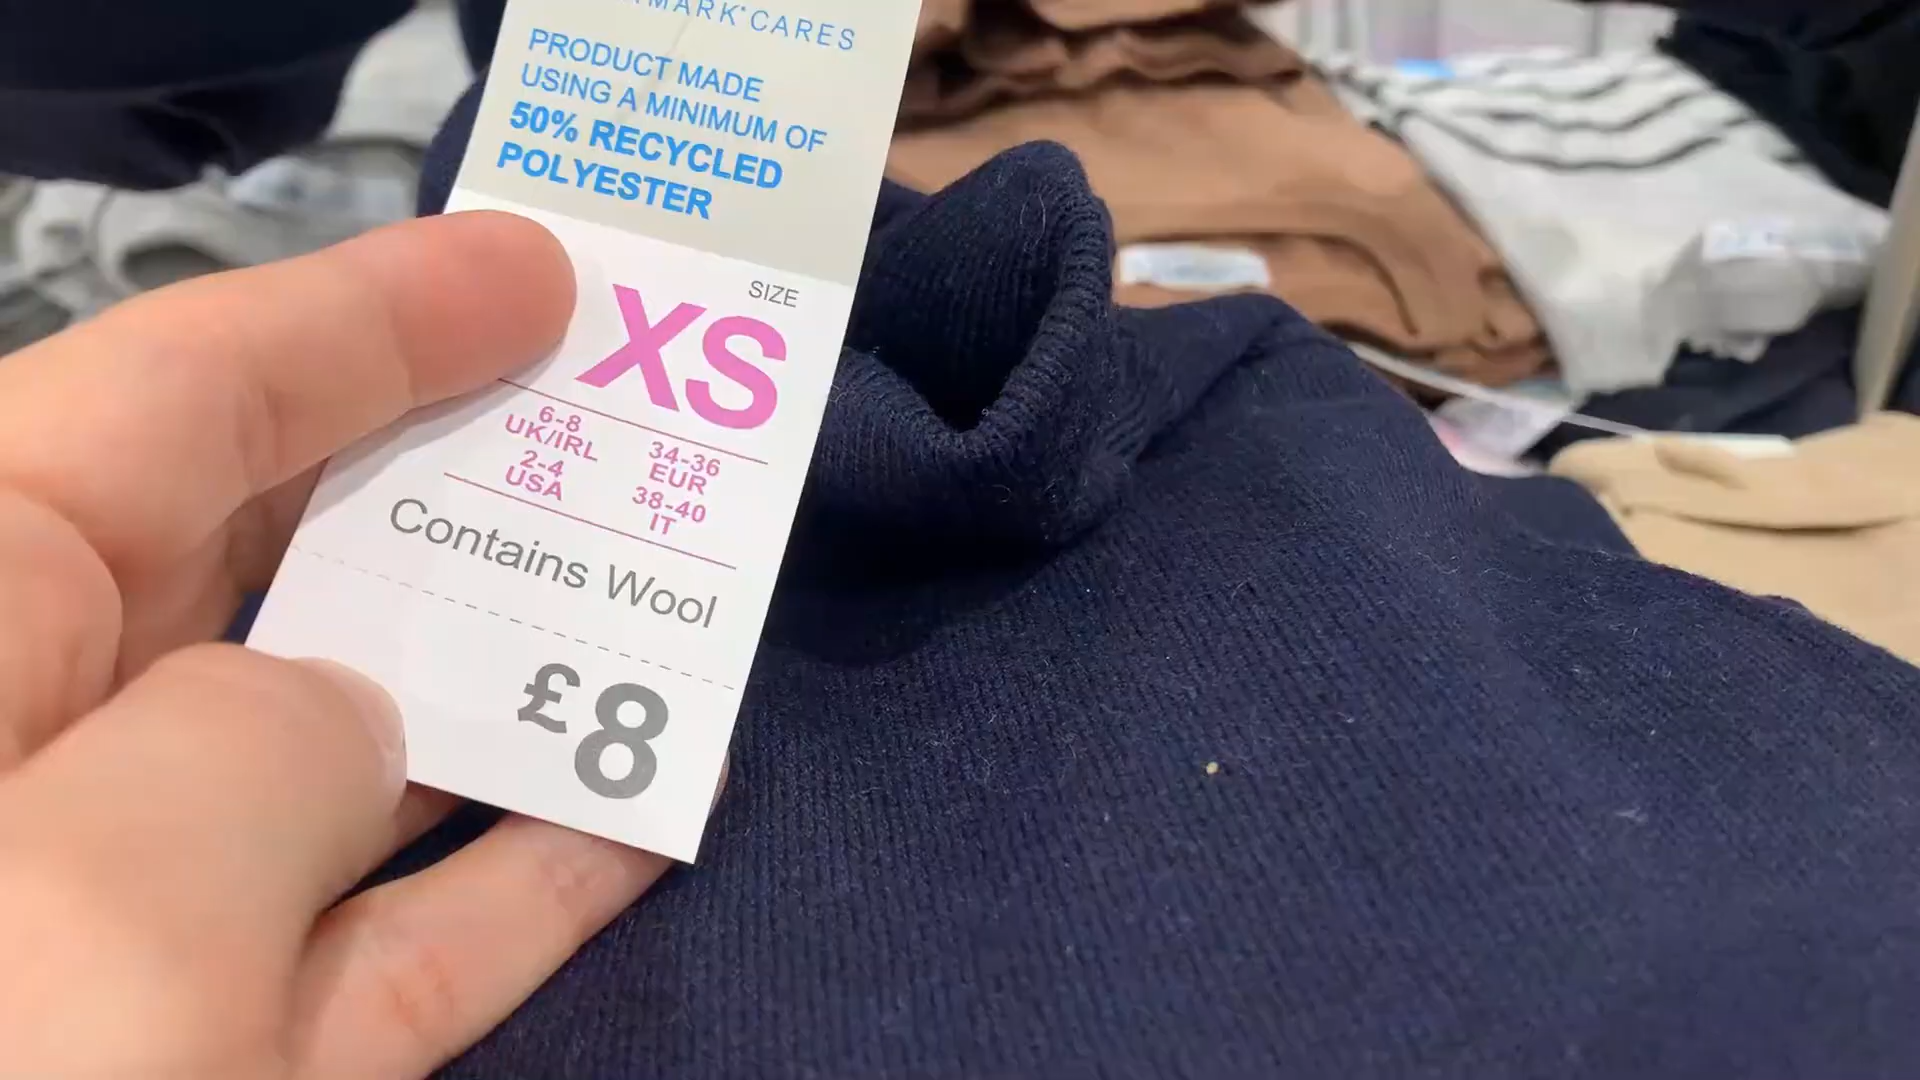 CARES
PRODUCT MADE
USING A MINIMUM OF
50% RECYCLED
POLYESTER
SIZE
XS
6-8
UK/IRL
2-4
USA
34-36
EUR
38-40
IT
Contains Wool
£8